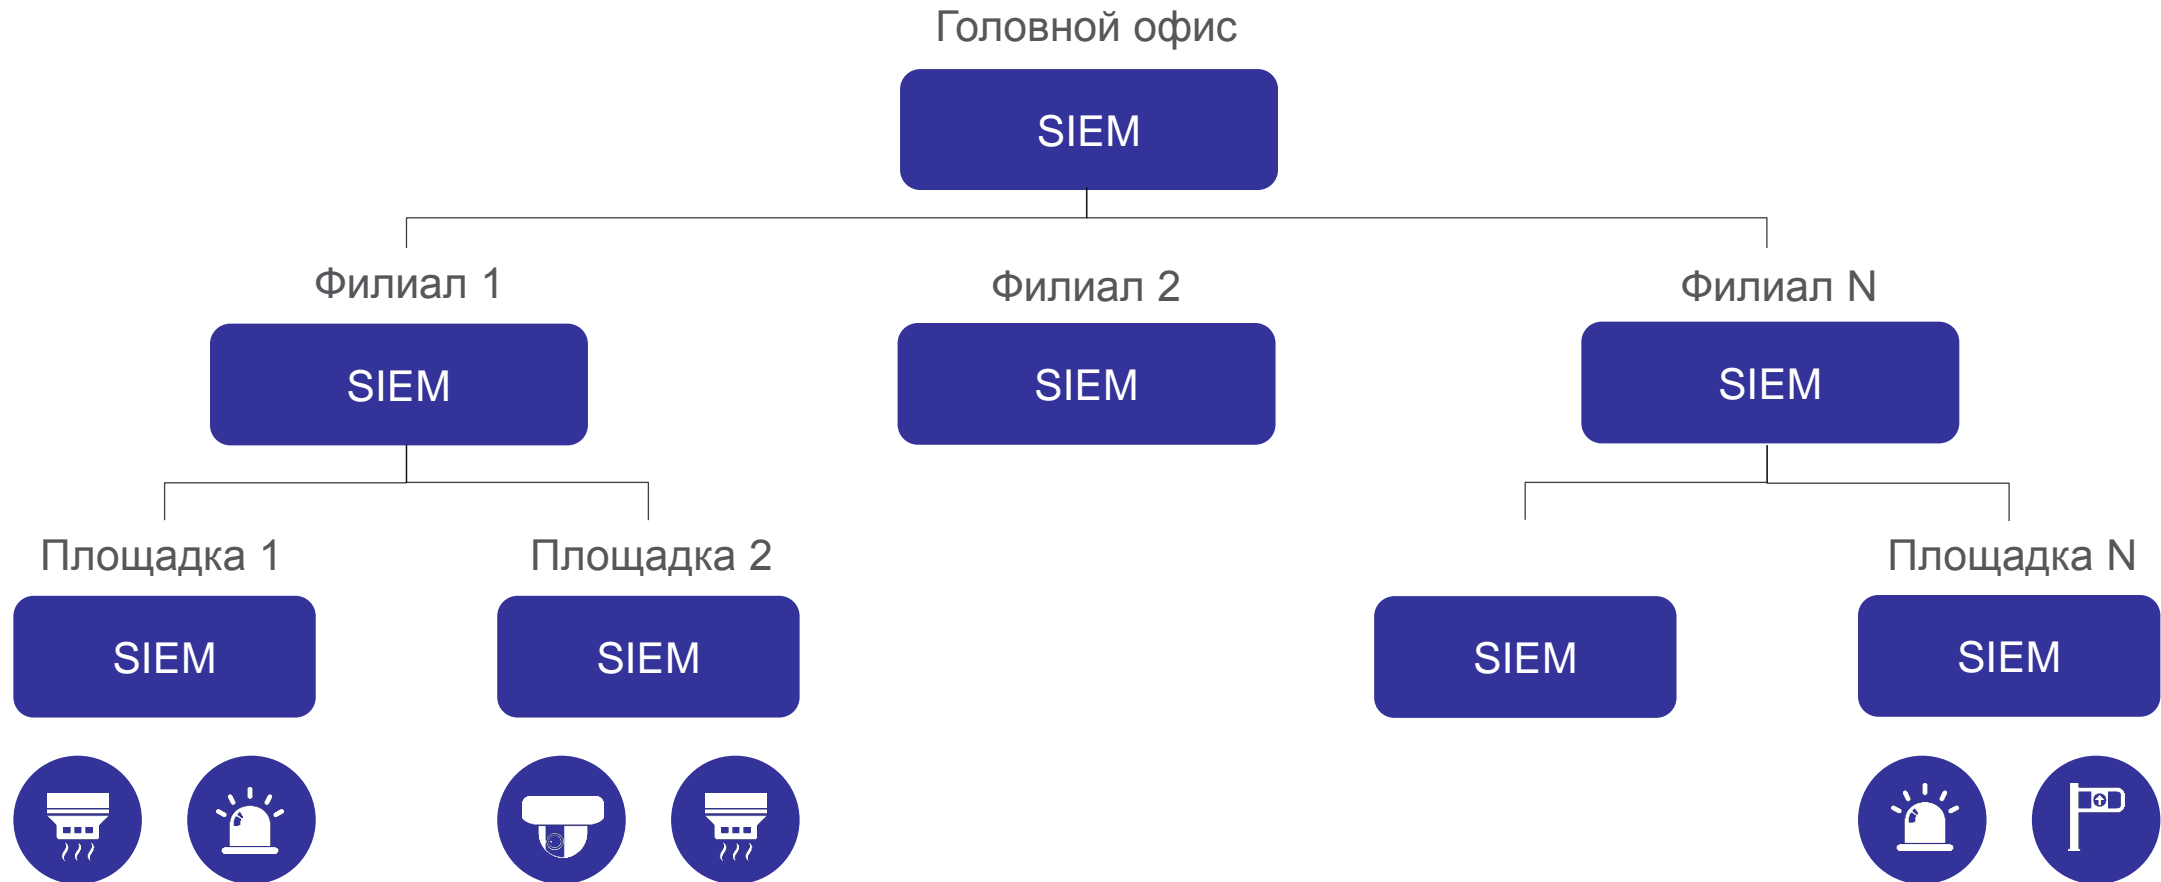 Головной офис
SIEM
Филиал 1
Филиал 2
Филиал N
SIEM
SIEM
SIEM
Площадка 1
Площадка 2
Площадка N
SIEM
SIEM
SIEM
SIEM